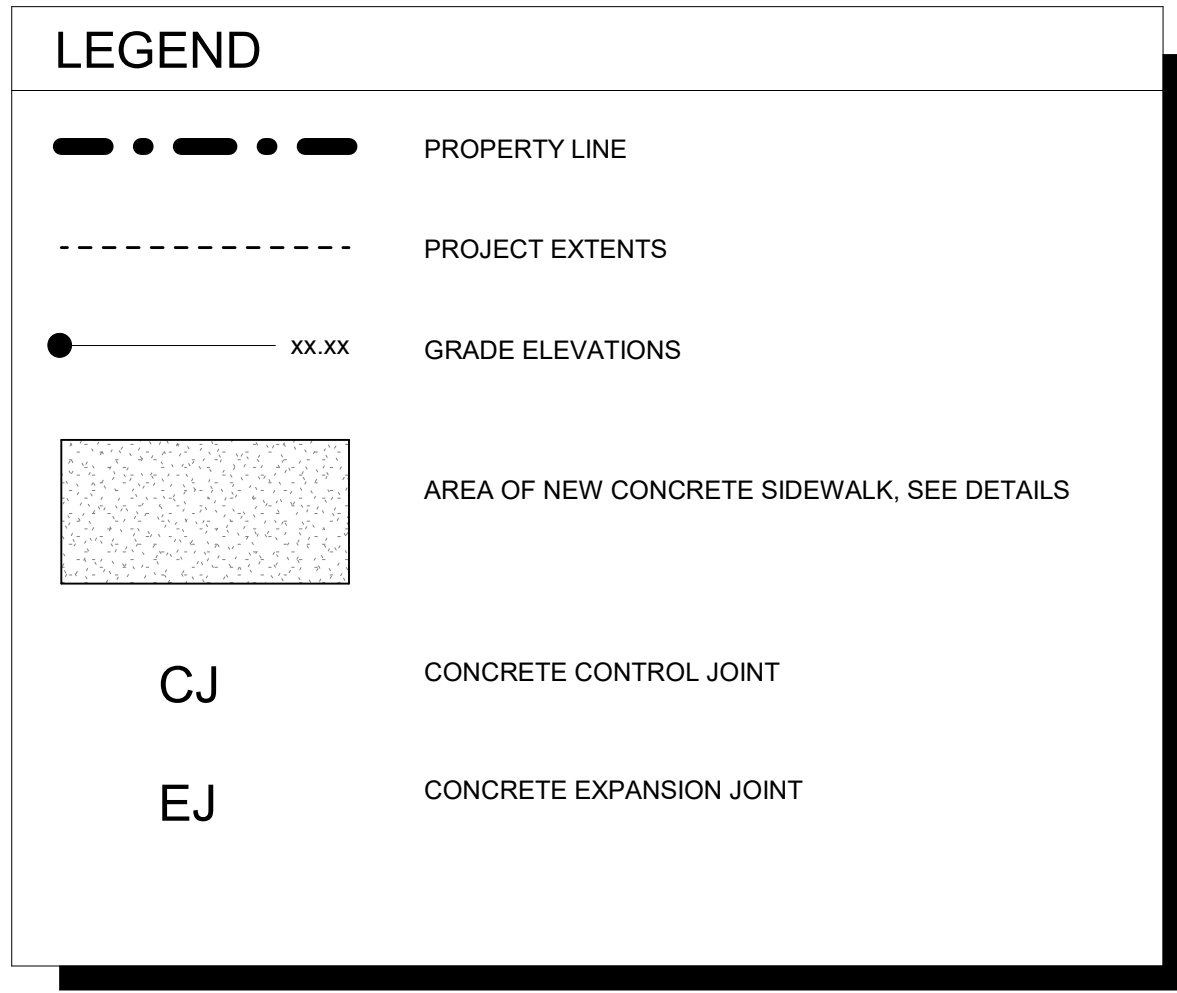 LEGEND
PROPERTY LINE
PROJECT EXTENTS
xx.xx GRADE ELEVATIONS
AREA OF NEW CONCRETE SIDEWALK, SEE DETAILS
CJ CONCRETE CONTROL JOINT
EJ CONCRETE EXPANSION JOINT